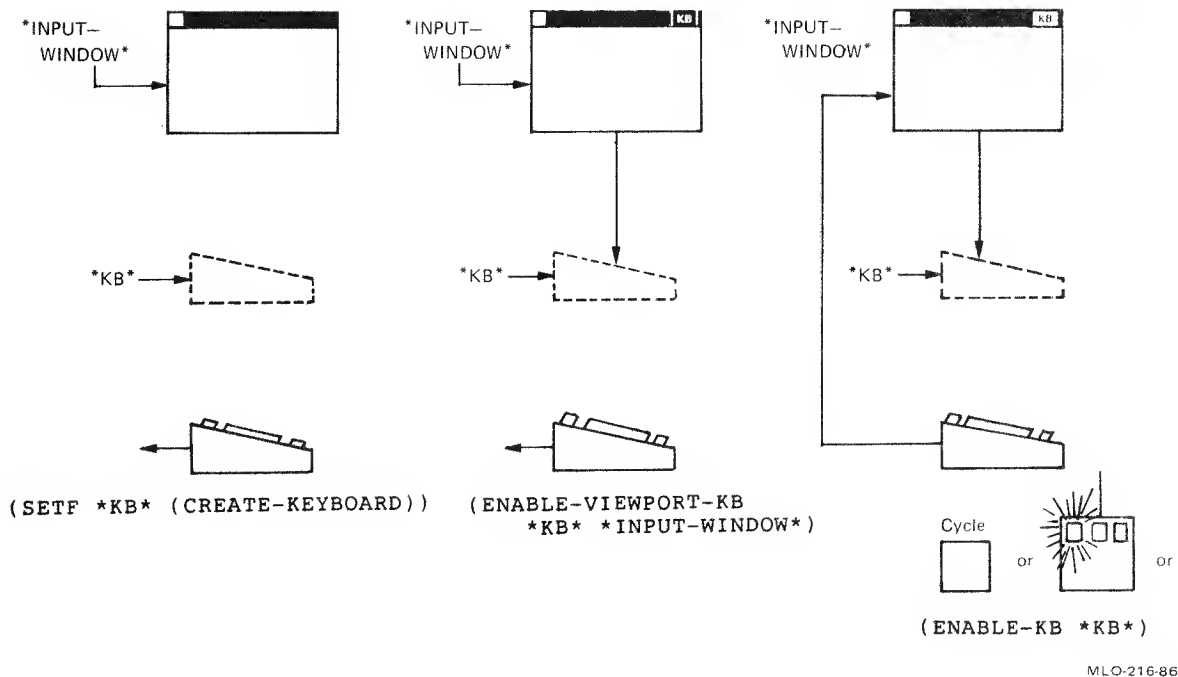 *INPUT-
WINDOW*
*KB*
(SETF *KB* (CREATE-KEYBOARD))
KB
*INPUT-
WINDOW*
*KB*
(ENABLE-VIEWPORT-KB
*KB* *INPUT-WINDOW*)
KB
*INPUT-
WINDOW*
*KB*
Cycle
or
or
(ENABLE-KB *KB*)
MLO-216-86